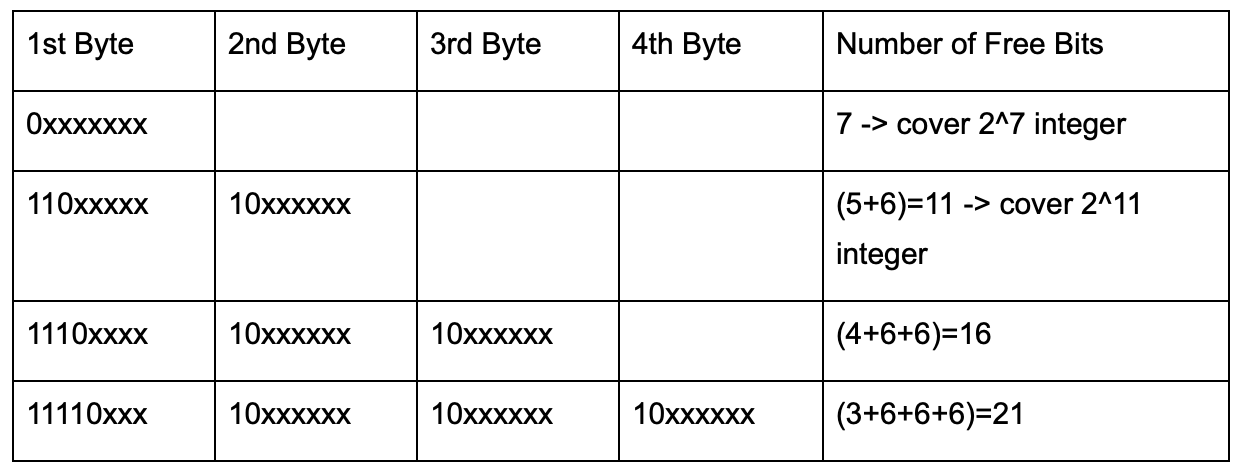 1st Byte 2nd Byte 3rd Byte 4th Byte Number of Free Bits
0xxxxxxx 7 -> cover 2^7 integer
110xxxxx 10xxxxxx (5+6)=11 -> cover 2^11
integer
1110xxxx 10xxxxxx 10xxxxxx (4+6+6)=16
11110xxx 10xxxxxx 10xxxxxx 10xxxxxx (3+6+6+6)=21